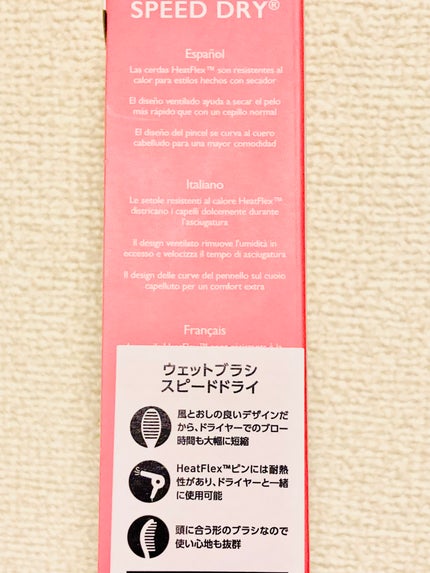 SPEED DRY®
Español
Las cerdas HeatFlex™ son resistentes al
calor para estilos hechos con secador
El diseño ventilado ayuda a secar el pelo
más rápido que con un cepillo normal
El diseño del pincel se curva al cuero
cabelludo para una mayor comodidad
Italiano
Le setole resistenti al calore HeatFlex™
districano i capelli dolcemente durante
l'asciugatura
Il design ventilato rimuove l'umidità in
eccesso e velocizza il tempo di asciugatura
Il design delle curve del pennello sul cuoio
capelluto per un comfort extra
Français
ウェットブラシ
スピードドライ
風とおしの良いデザインだ
から、ドライヤーでのブロー
時間も大幅に短縮
HeatFlex™ピンには耐熱
性があり、ドライヤーと一緒
に使用可能
頭に合う形のブラシなので
使い心地も抜群